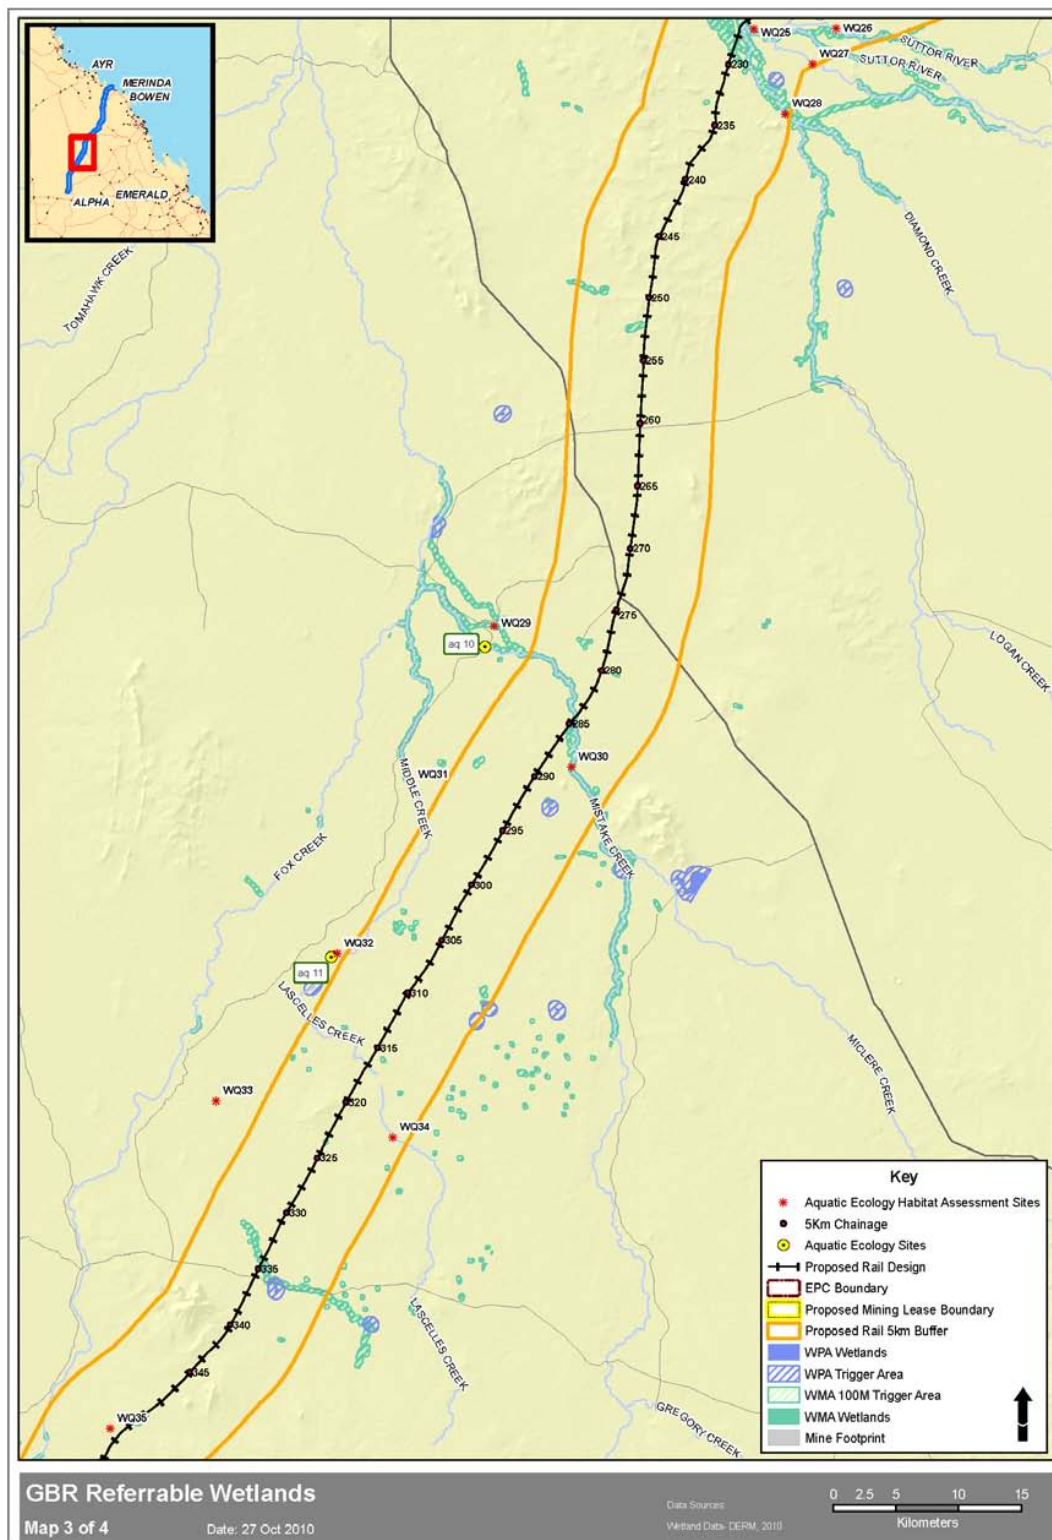 AYR
MERINDA
BOWEN
ALPHA
EMERALD
WQ25
WQ26
SUTTOR RIVER
230
WQ27
SUTTOR RIVER
WQ28
235
240
DIAMOND CREEK
245
TOMAHAWK CREEK
250
255
260
265
270
275
WQ29
aq 10
LOGAN CREEK
280
285
WQ30
WQ31
290
MIDDLE CREEK
MISTAKE CREEK
295
FOX CREEK
300
305
WQ32
aq 11
310
LASCELLES CREEK
315
MICLERE CREEK
WQ33
320
WQ34
325
330
335
340
LASCELLES CREEK
345
WQ35
GREGORY CREEK
Key
Aquatic Ecology Habitat Assessment Sites
5Km Chainage
Aquatic Ecology Sites
Proposed Rail Design
EPC Boundary
Proposed Mining Lease Boundary
Proposed Rail 5km Buffer
WPA Wetlands
WPA Trigger Area
WMA 100M Trigger Area
WMA Wetlands
Mine Footprint
GBR Referrable Wetlands
Map 3 of 4
Date: 27 Oct 2010
Data Sources:
Wetland Data- DERM, 2010
0 2.5 5 10 15
Kilometers